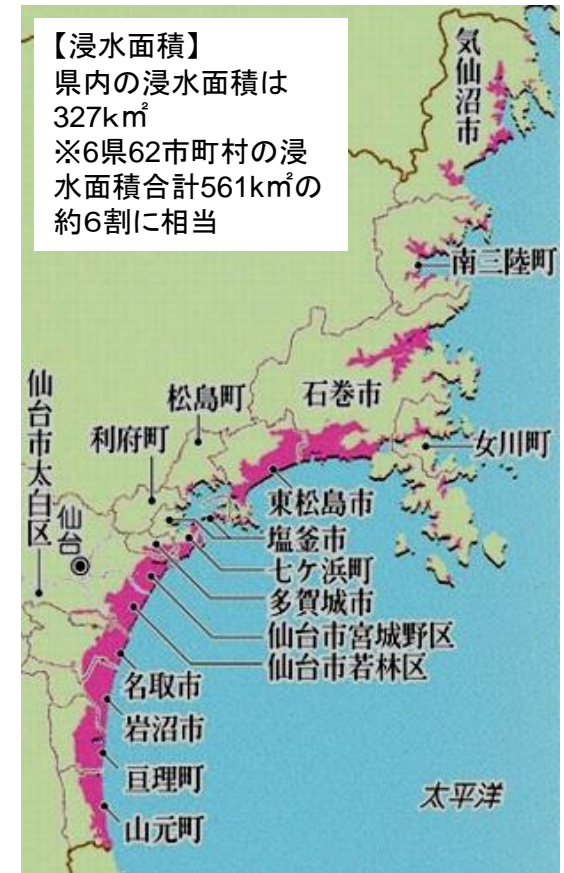 【浸水面積】
県内の浸水面積は
327k㎡
※6県62市町村の浸
水面積合計561k㎡の
約6割に相当
気仙沼市
南三陸町
石巻市
松島町
女川町
利府町
仙台市太白区
仙台
東松島市
塩釜市
七ケ浜町
多賀城市
仙台市宮城野区
仙台市若林区
名取市
岩沼市
亘理町
太平洋
山元町